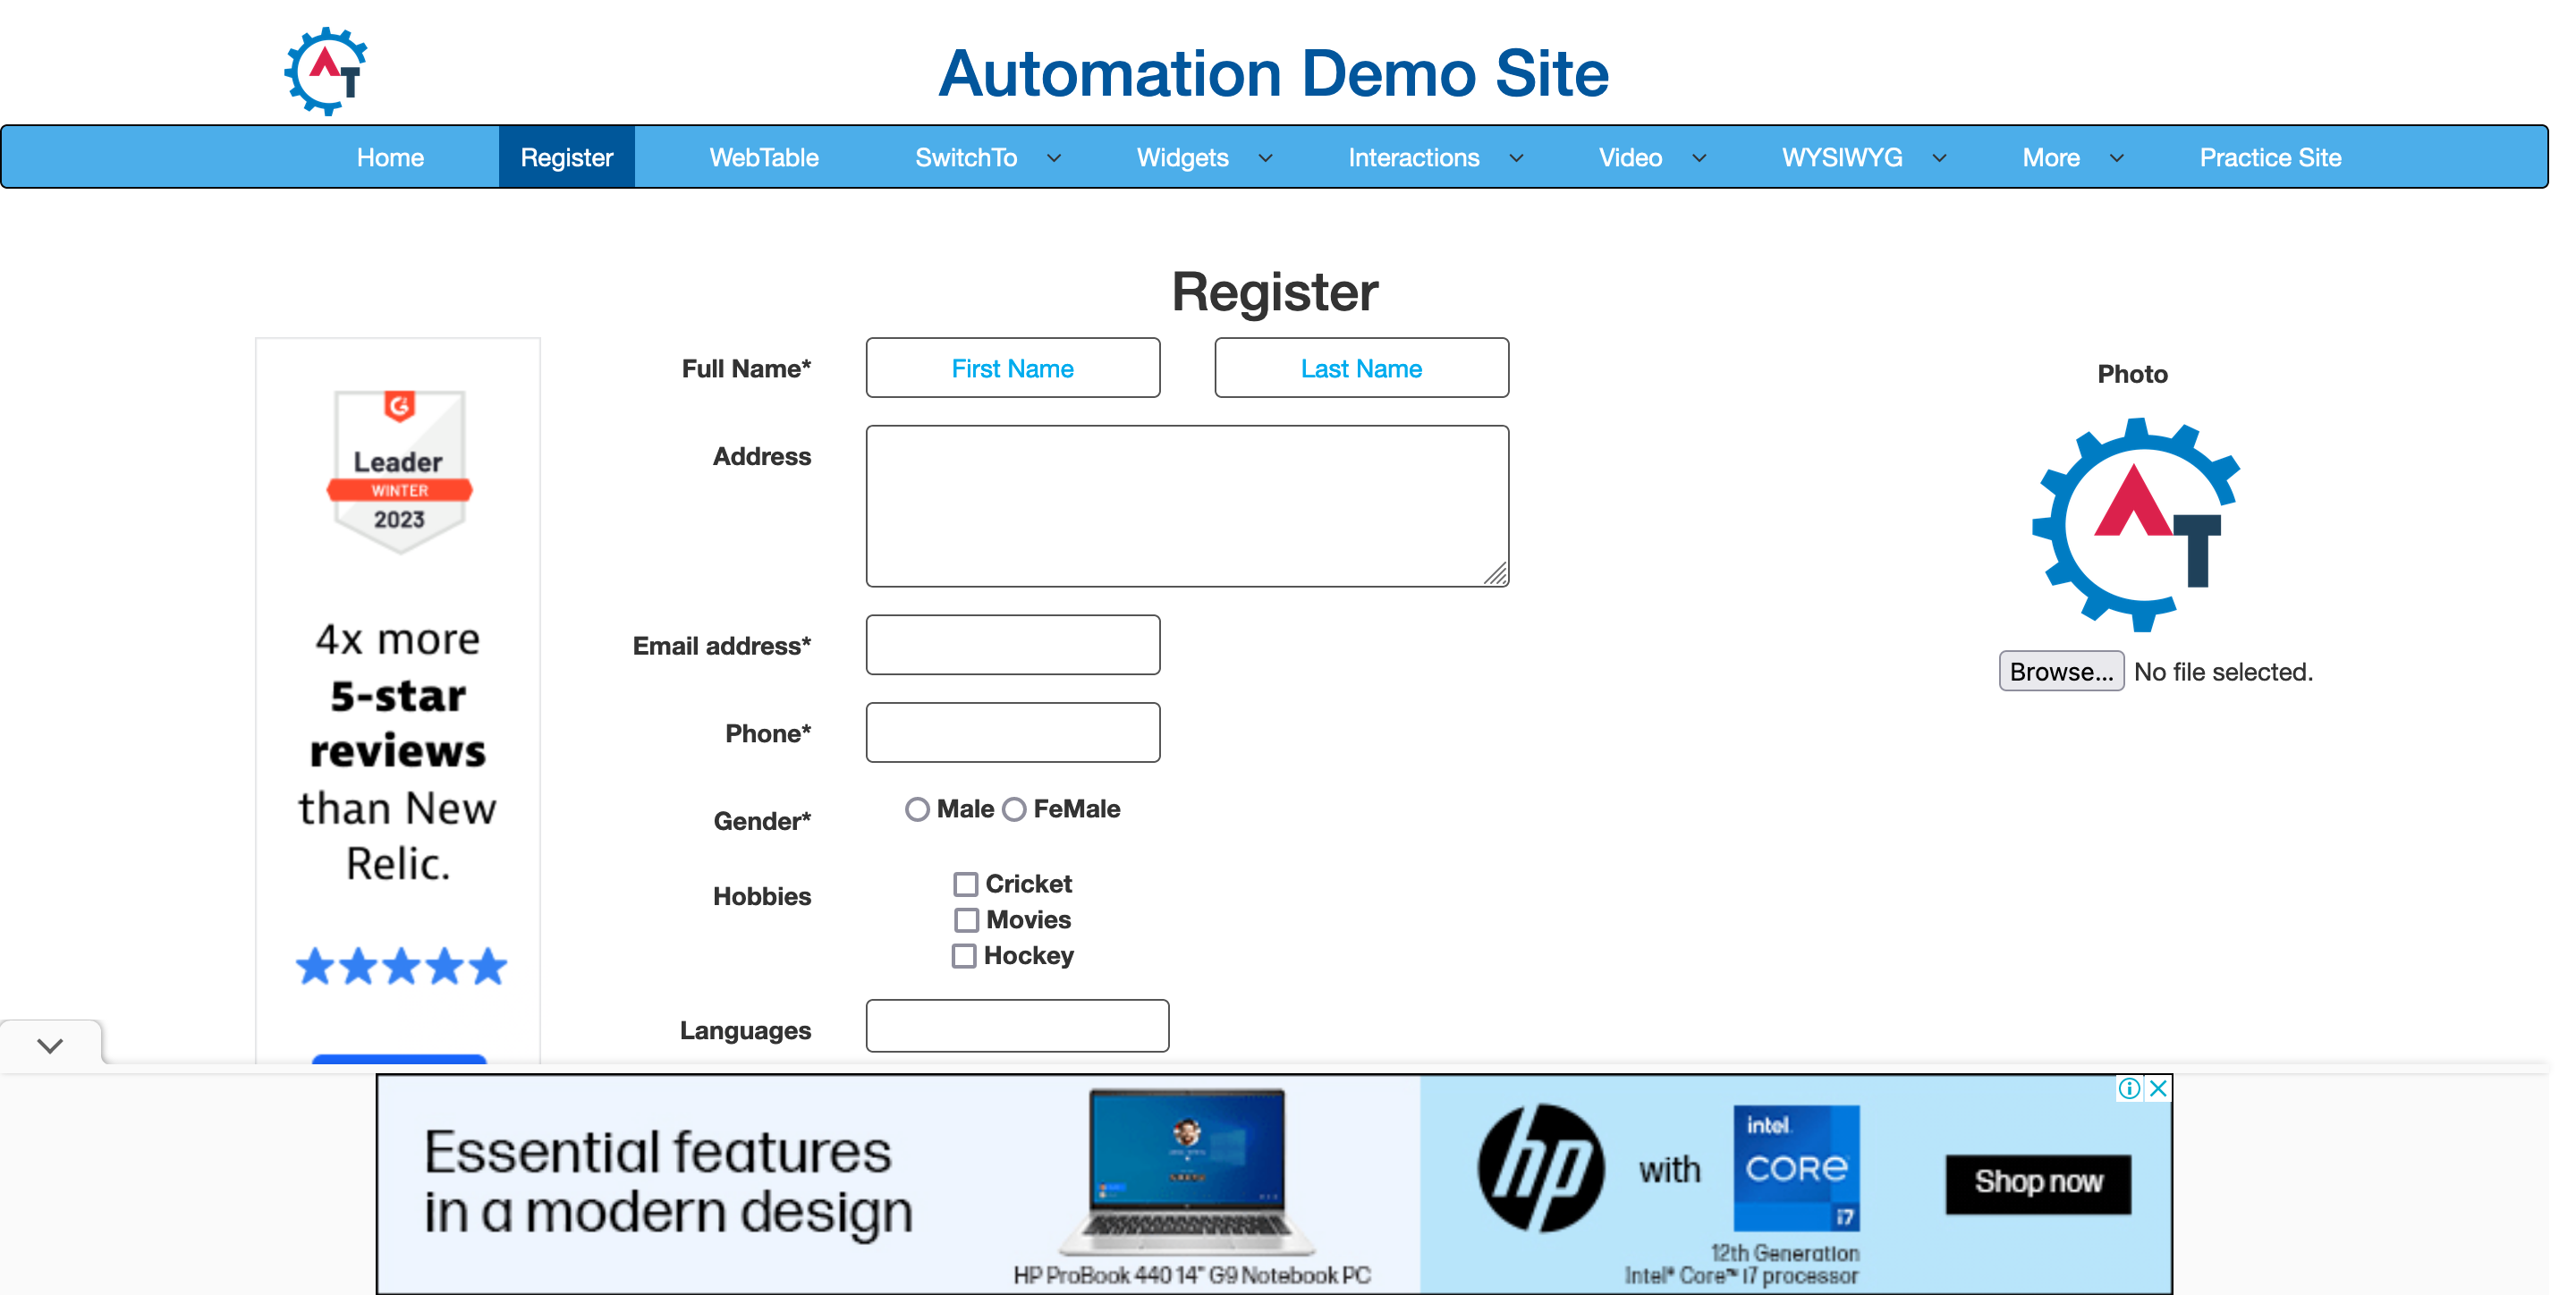 AT
Automation Demo Site
Home Register WebTable SwitchTo Widgets Interactions Video WYSIWYG More Practice Site
Register
Leader
WINTER
2023
4x more
5-star
reviews
than New
Relic.
Full Name* First Name Last Name
Address
Email address*
Phone*
Gender* Male FeMale
Hobbies Cricket
Movies
Hockey
Languages
Photo
AT
Browse... No file selected.
Essential features
in a modern design
HP ProBook 440 14" G9 Notebook PC
hp with intel CORE i7
12th Generation
Intel® Core™ i7 processor
Shop now